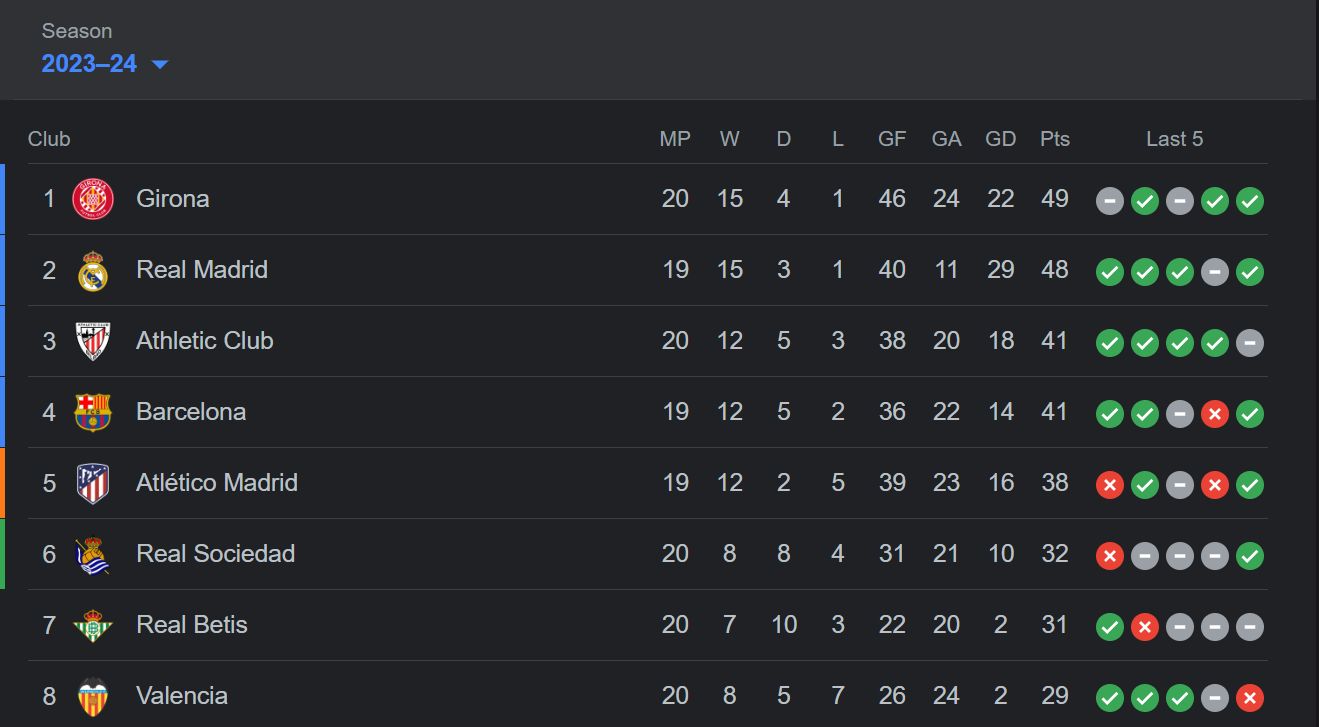 Season
2023–24
Club MP W D L GF GA GD Pts Last 5
1 Girona 20 15 4 1 46 24 22 49
2 Real Madrid 19 15 3 1 40 11 29 48
3 Athletic Club 20 12 5 3 38 20 18 41
4 Barcelona 19 12 5 2 36 22 14 41
5 Atlético Madrid 19 12 2 5 39 23 16 38
6 Real Sociedad 20 8 8 4 31 21 10 32
7 Real Betis 20 7 10 3 22 20 2 31
8 Valencia 20 8 5 7 26 24 2 29